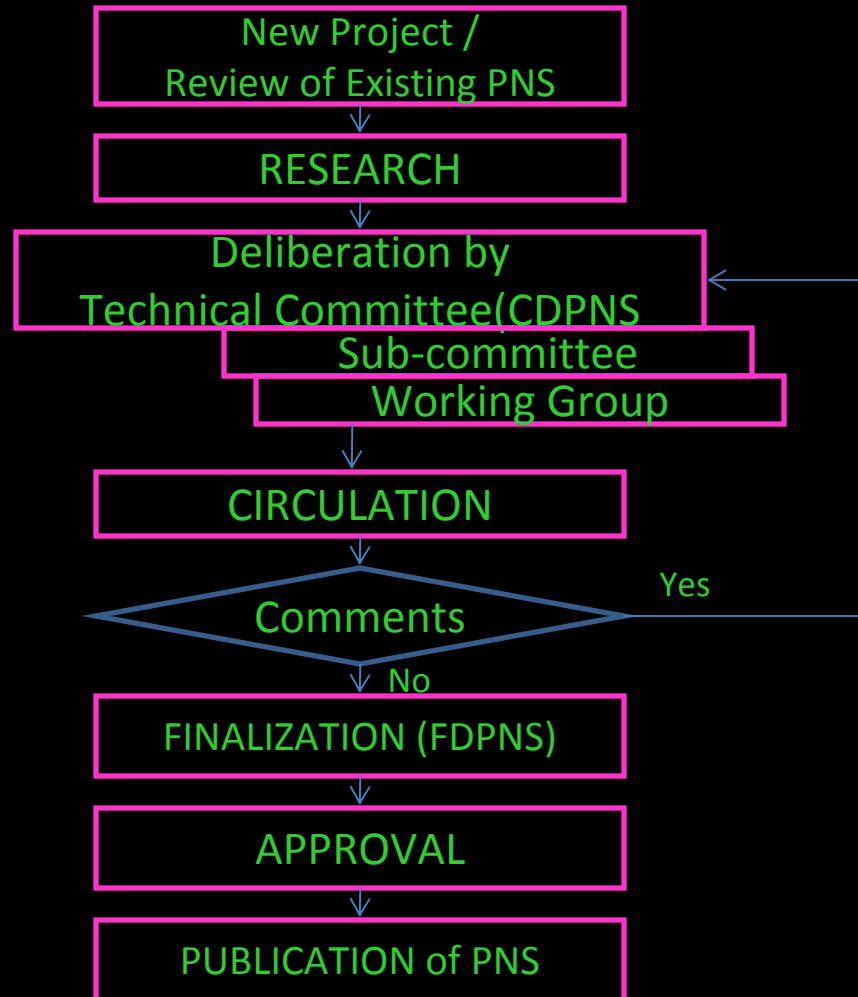 New Project /
Review of Existing PNS
RESEARCH
Deliberation by
Technical Committee(CDPNS
Sub-committee
Working Group
CIRCULATION
Comments
Yes
No
FINALIZATION (FDPNS)
APPROVAL
PUBLICATION of PNS